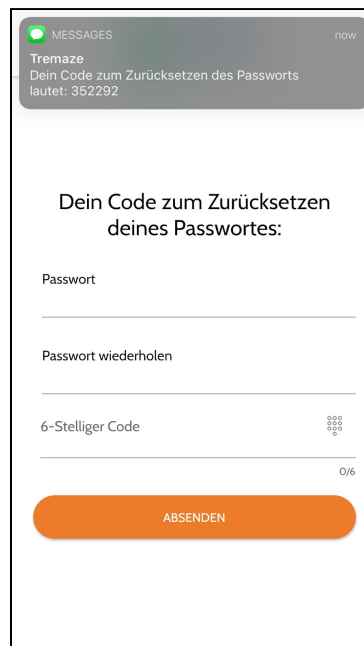 MESSAGES
now
Tremaze
Dein Code zum Zurücksetzen des Passworts
lautet: 352292
Dein Code zum Zurücksetzen
deines Passwortes:
Passwort
Passwort wiederholen
6-Stelliger Code
0/6
ABSENDEN